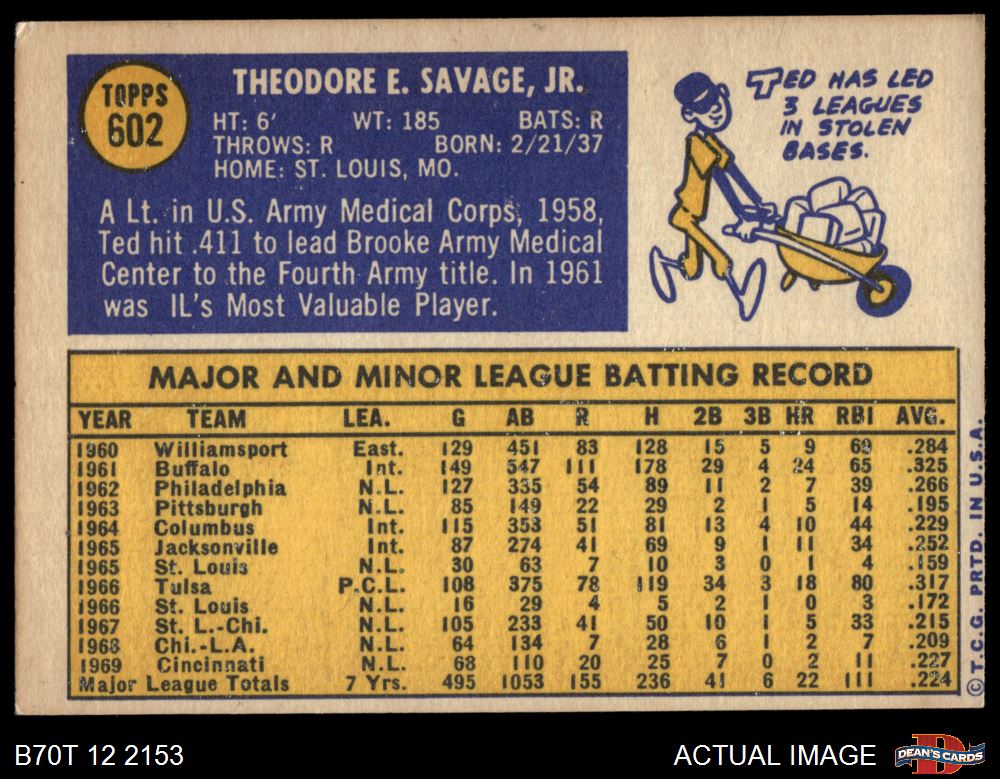 TOPPS
602
THEODORE E. SAVAGE, JR.
HT: 6' WT: 185 BATS: R
THROWS: R BORN: 2/21/37
HOME: ST. LOUIS, MO.
A Lt. in U.S. Army Medical Corps, 1958,
Ted hit .411 to lead Brooke Army Medical
Center to the Fourth Army title. In 1961
was IL's Most Valuable Player.
TED HAS LED
3 LEAGUES
IN STOLEN
BASES.
MAJOR AND MINOR LEAGUE BATTING RECORD
YEAR TEAM LEA. G AB R H 2B 3B HR RBI AVG.
1960 Williamsport East. 129 451 83 128 15 5 9 69 .284
1961 Buffalo Int. 149 547 111 178 29 4 24 65 .325
1962 Philadelphia N.L. 127 335 54 89 11 2 7 39 .266
1963 Pittsburgh N.L. 85 149 22 29 2 1 5 14 .195
1964 Columbus Int. 115 353 51 81 13 4 10 44 .229
1965 Jacksonville Int. 87 274 41 69 9 1 11 34 .252
1965 St. Louis N.L. 30 63 7 10 3 0 1 4 .159
1966 Tulsa P.C.L. 108 375 78 119 34 3 18 80 .317
1966 St. Louis N.L. 16 29 4 5 2 1 0 3 .172
1967 St. L.-Chi. N.L. 105 233 41 50 10 1 5 33 .215
1968 Chi.-L.A. N.L. 64 134 7 28 6 1 2 7 .209
1969 Cincinnati N.L. 68 110 20 25 7 0 2 11 .227
Major League Totals 7 Yrs. 495 1053 155 236 41 6 22 111 .224
© T.C.G. PRTD. IN U.S.A.
B70T 12 2153
ACTUAL IMAGE
DEAN'S CARDS